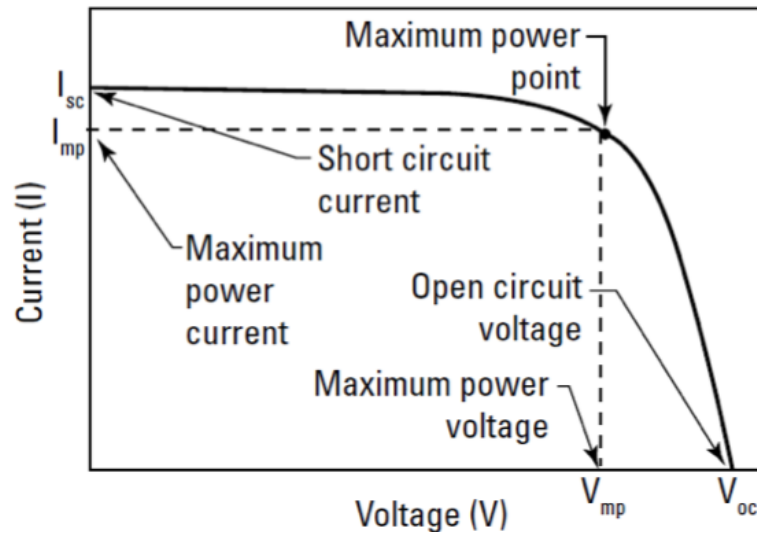 Maximum power
point
Isc
Imp
Short circuit
current
Maximum
power
current
Open circuit
voltage
Maximum power
voltage
Current (I)
Voltage (V)
Vmp
Voc